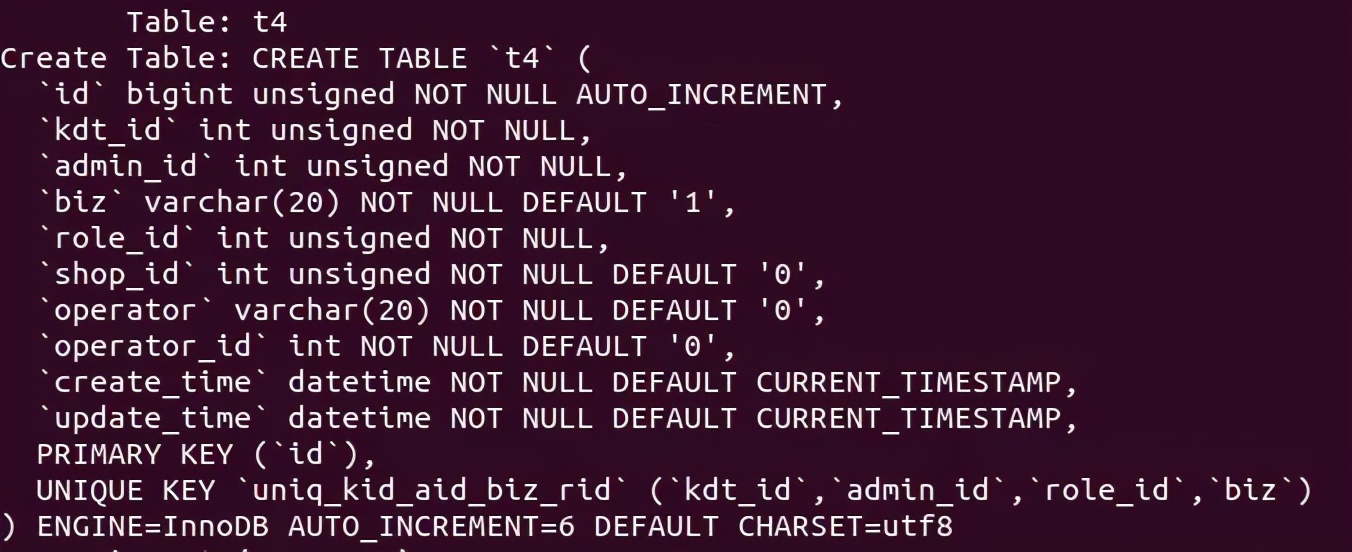 Table: t4
Create Table: CREATE TABLE `t4` (
`id` bigint unsigned NOT NULL AUTO_INCREMENT,
`kdt_id` int unsigned NOT NULL,
`admin_id` int unsigned NOT NULL,
`biz` varchar(20) NOT NULL DEFAULT '1',
`role_id` int unsigned NOT NULL,
`shop_id` int unsigned NOT NULL DEFAULT '0',
`operator` varchar(20) NOT NULL DEFAULT '0',
`operator_id` int NOT NULL DEFAULT '0',
`create_time` datetime NOT NULL DEFAULT CURRENT_TIMESTAMP,
`update_time` datetime NOT NULL DEFAULT CURRENT_TIMESTAMP,
PRIMARY KEY (`id`),
UNIQUE KEY `uniq_kid_aid_biz_rid` (`kdt_id`,`admin_id`,`role_id`,`biz`)
) ENGINE=InnoDB AUTO_INCREMENT=6 DEFAULT CHARSET=utf8